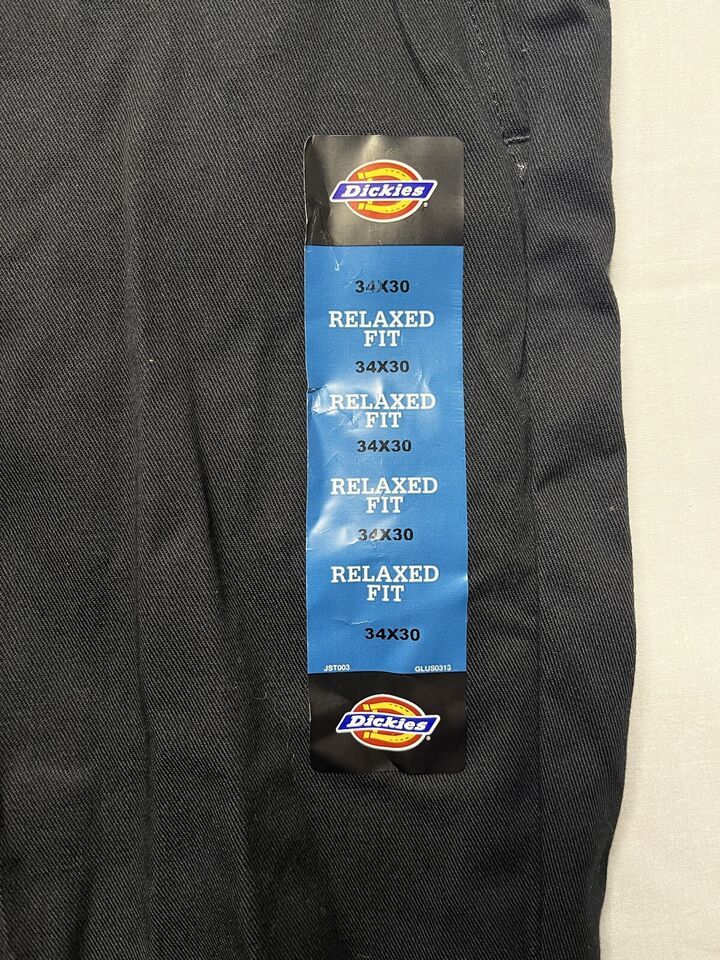 Dickies
34X30
RELAXED
FIT
34X30
RELAXED
FIT
34X30
RELAXED
FIT
34X30
RELAXED
FIT
34X30
JST003 GLUS0313
Dickies